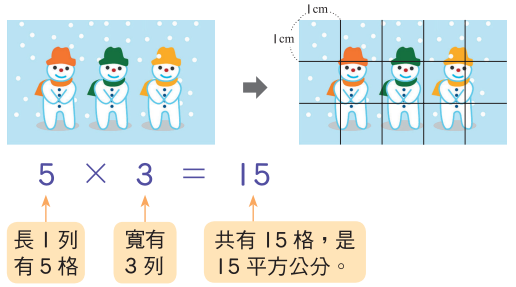 1 cm
1 cm
5 × 3 = 15
長 1 列
有 5 格
寬有
3 列
共有 15 格，是
15 平方公分。